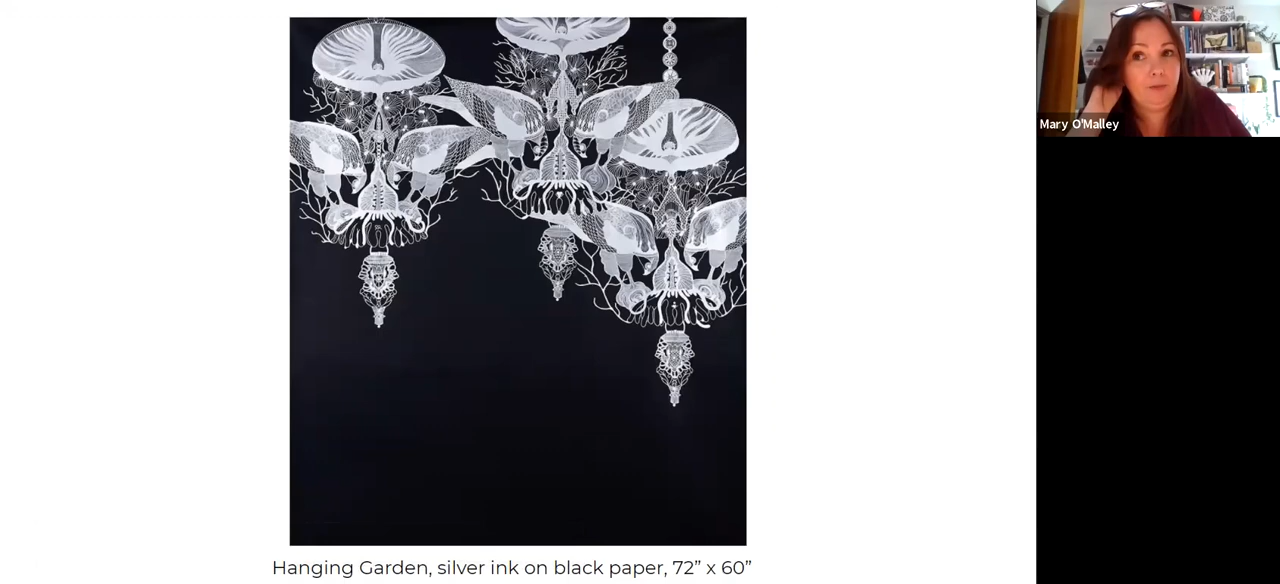 Mary O'Malley
Hanging Garden, silver ink on black paper, 72” x 60”